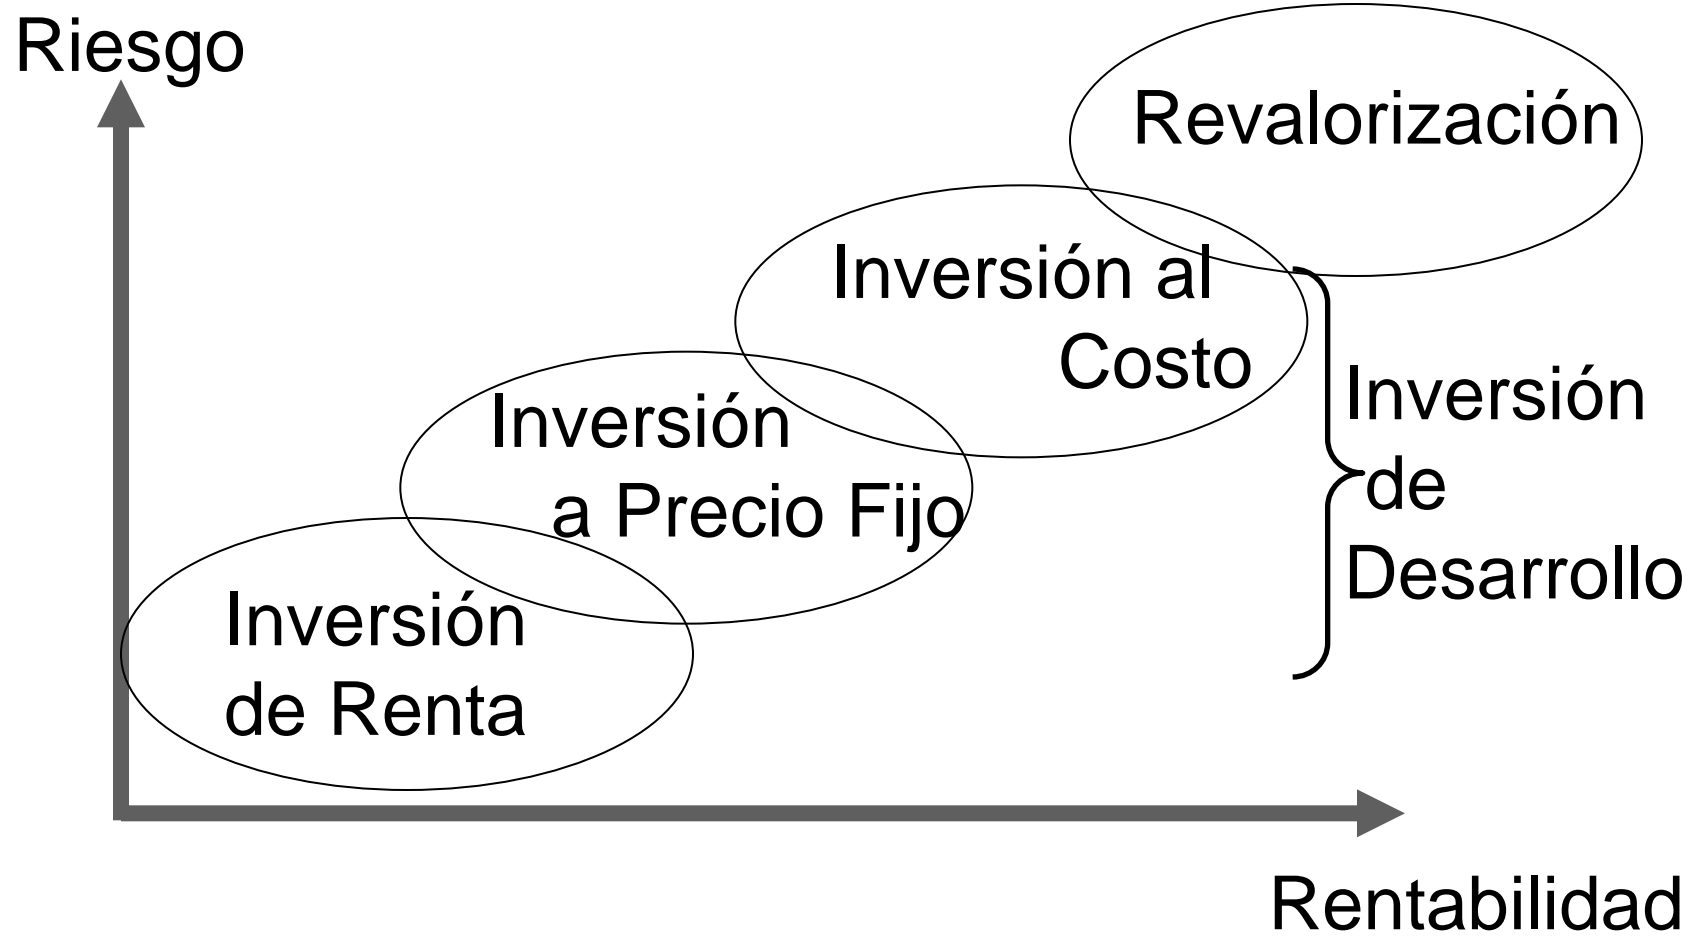 Riesgo
Revalorización
Inversión al
Costo
Inversión
a Precio Fijo
Inversión
de
Desarrollo
Inversión
de Renta
Rentabilidad